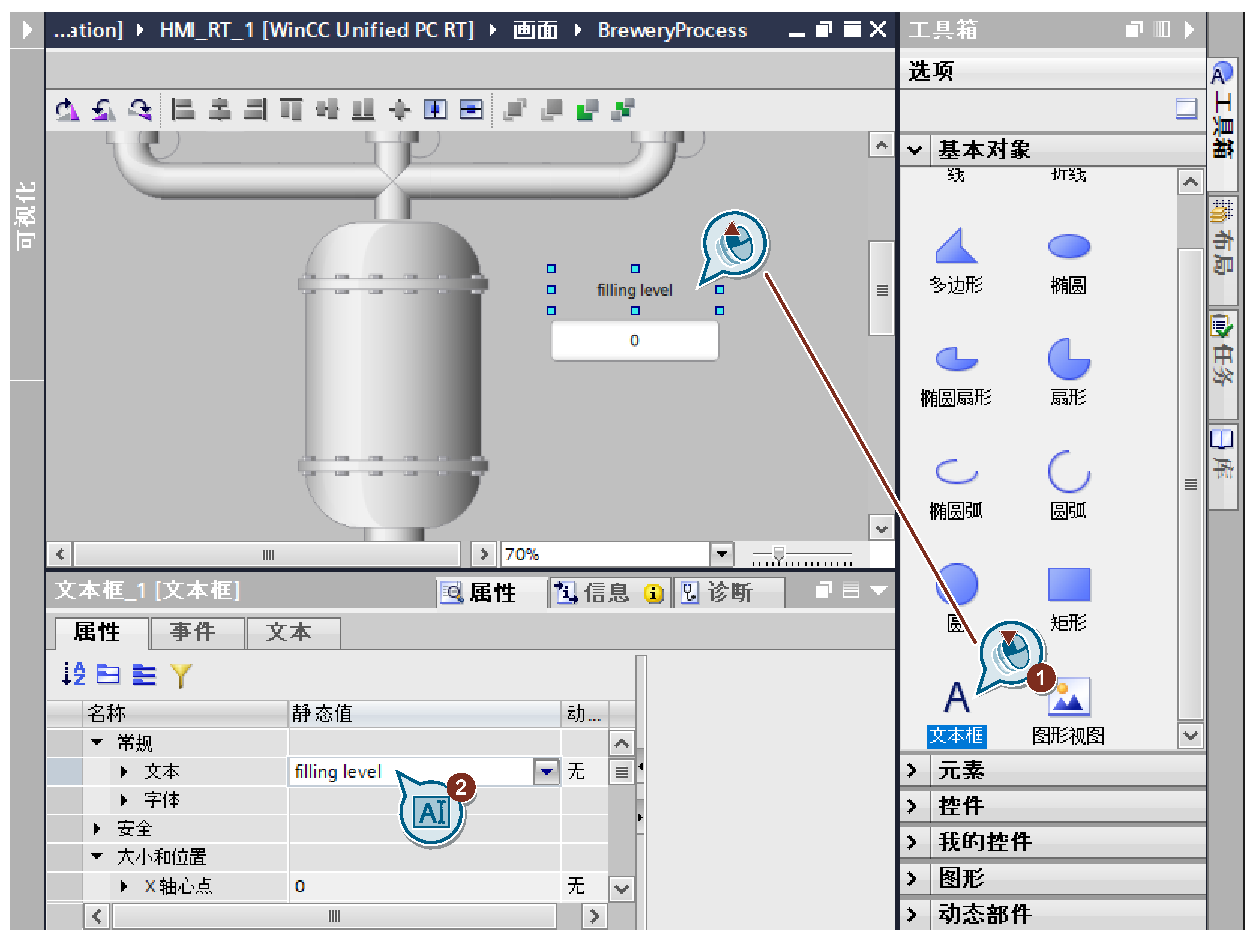 ...ation] ▸ HMI_RT_1 [WinCC Unified PC RT] ▸ 画面 ▸ BreweryProcess
工具箱
选项
基本对象
线
折线
多边形
椭圆
椭圆扇形
扇形
椭圆弧
圆弧
圆
矩形
A
文本框
图形视图
元素
控件
我的控件
图形
动态部件
工具箱
布局
任务
库
可视化
filling level
0
70%
1
文本框_1 [文本框]
属性
信息
诊断
属性
事件
文本
名称
静态值
动...
常规
文本
filling level
无
2
AI
字体
安全
大小和位置
X 轴心点
0
无